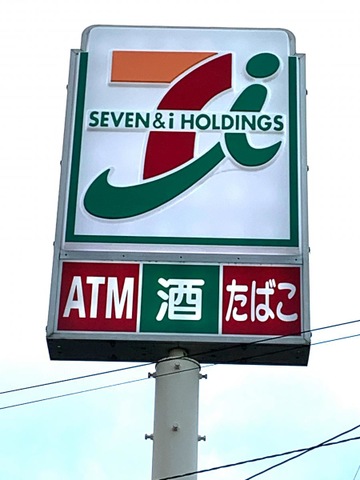 SEVEN & i HOLDINGS
ATM 酒 たばこ